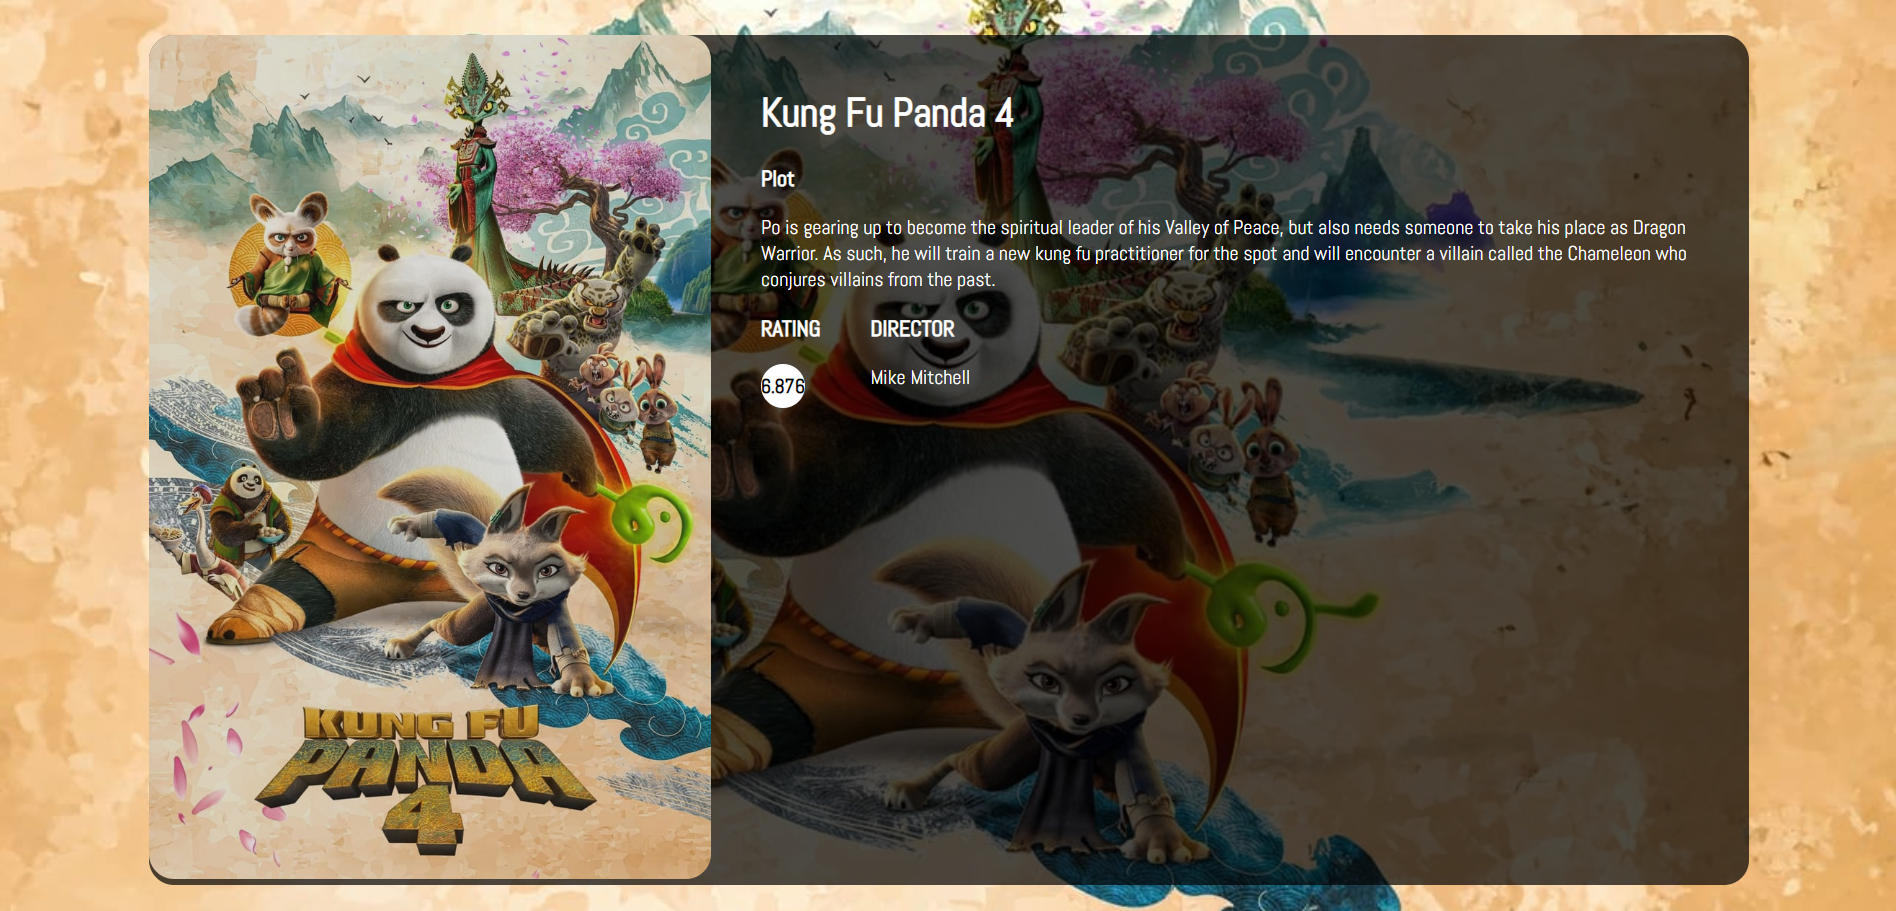 KUNG FU
PANDA
4
Kung Fu Panda 4
Plot
Po is gearing up to become the spiritual leader of his Valley of Peace, but also needs someone to take his place as Dragon
Warrior. As such, he will train a new kung fu practitioner for the spot and will encounter a villain called the Chameleon who
conjures villains from the past.
RATING
DIRECTOR
6.876
Mike Mitchell